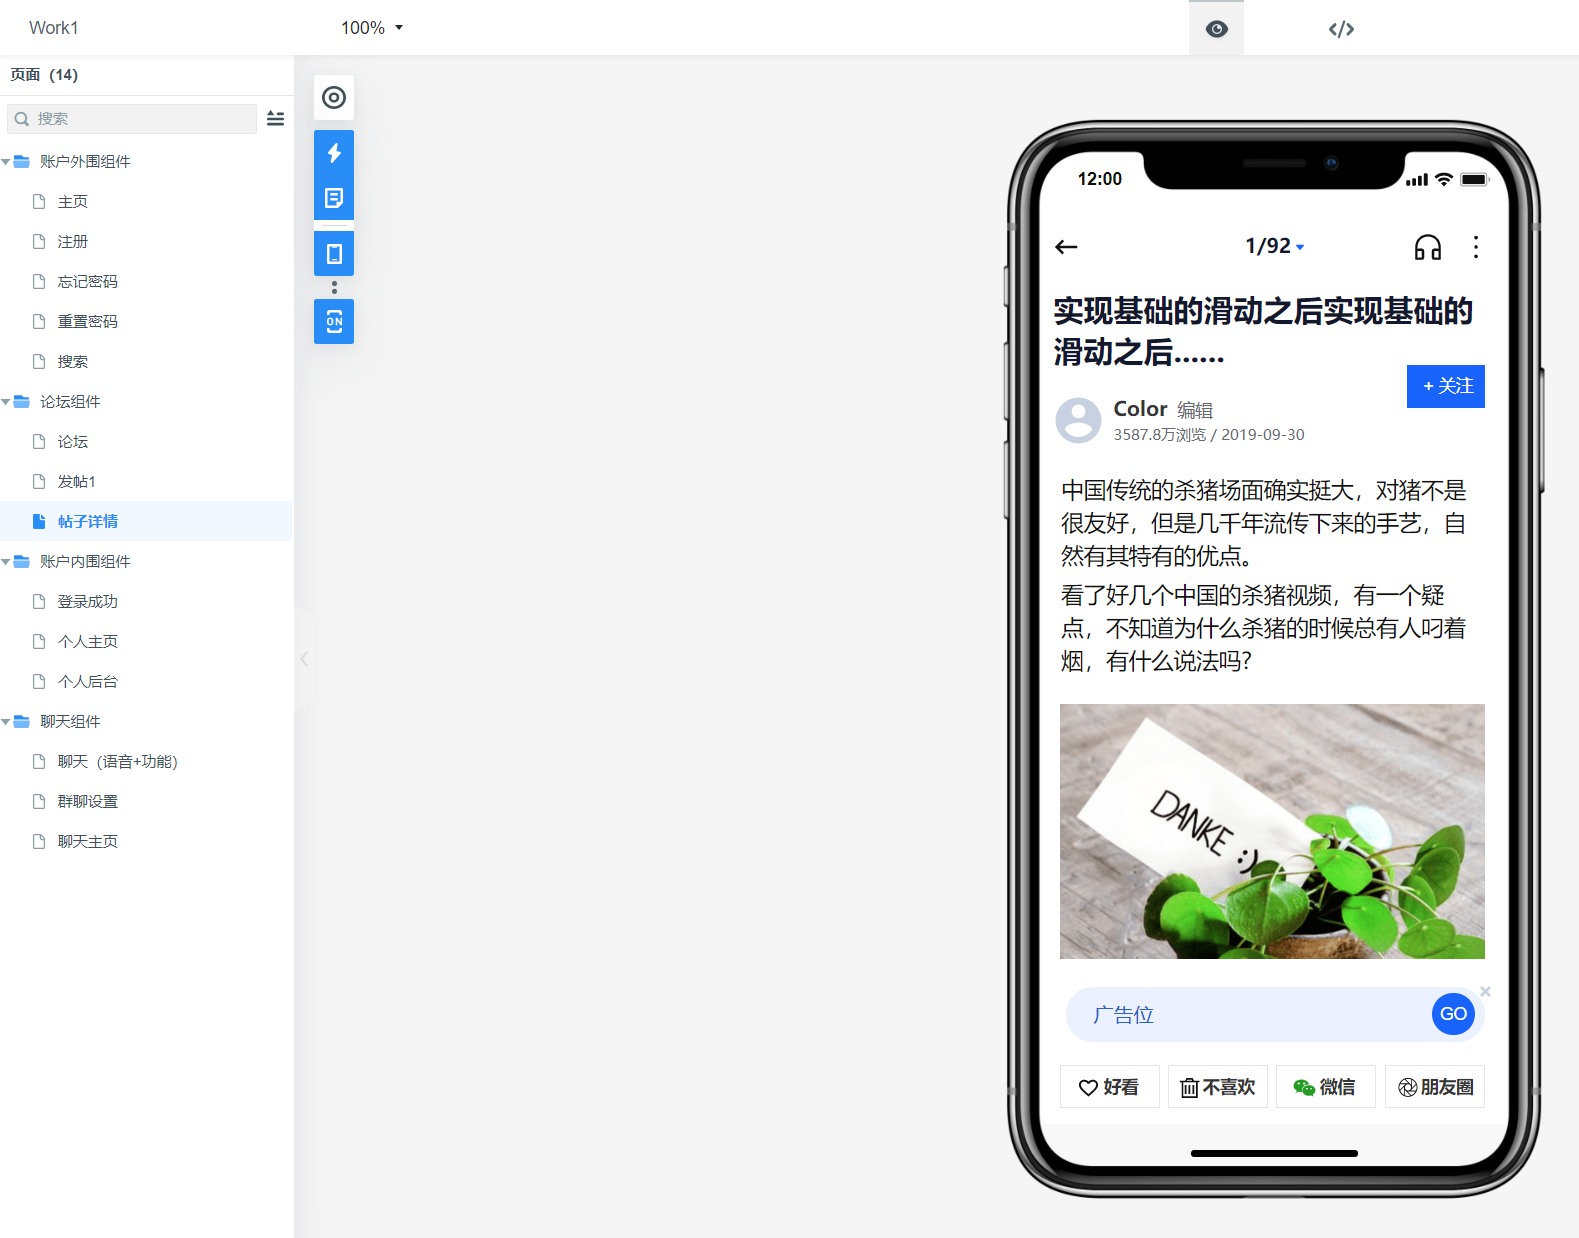 Work1
100%
页面（14）
搜索
账户外围组件
主页
注册
忘记密码
重置密码
搜索
论坛组件
论坛
发帖1
帖子详情
账户内围组件
登录成功
个人主页
个人后台
聊天组件
聊天（语音+功能）
群聊设置
聊天主页
ON
12:00
1/92
实现基础的滑动之后实现基础的
滑动之后......
+ 关注
Color 编辑
3587.8万浏览 / 2019-09-30
中国传统的杀猪场面确实挺大，对猪不是
很友好，但是几千年流传下来的手艺，自
然有其特有的优点。
看了好几个中国的杀猪视频，有一个疑
点，不知道为什么杀猪的时候总有人叼着
烟，有什么说法吗?
DANKE :)
广告位
GO
好看
不喜欢
微信
朋友圈